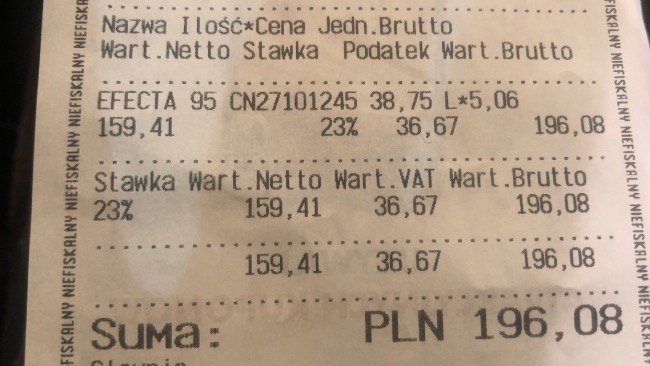 Nazwa Ilość*Cena Jedn.Brutto
Wart.Netto Stawka Podatek Wart.Brutto
EFECTA 95 CN27101245 38,75 L*5,06
159,41 23% 36,67 196,08
Stawka Wart.Netto Wart.VAT Wart.Brutto
23% 159,41 36,67 196,08
159,41 36,67 196,08
Suma: PLN 196,08
NIEFISKALNY NIEFISKALNY NIEFISKALNY
NIEFISKALNY NIEFISKALNY NIEFISKALNY